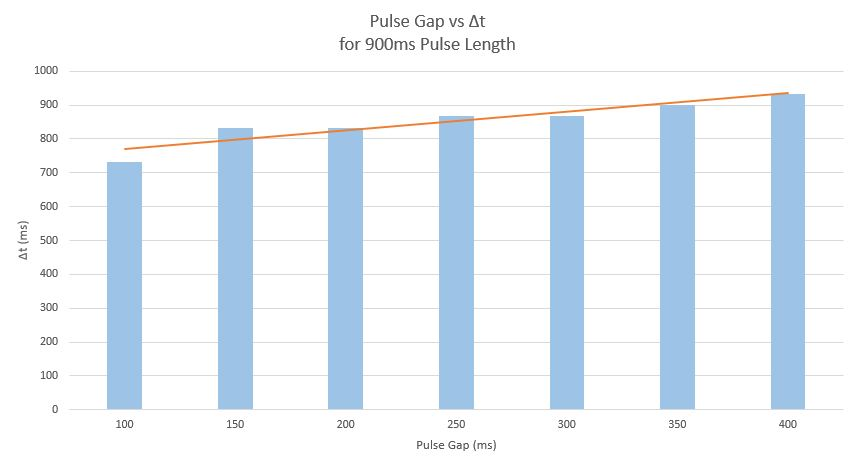 Pulse Gap vs Δt
for 900ms Pulse Length
1000
900
800
700
600
500
400
300
200
100
0
Δt (ms)
100 150 200 250 300 350 400
Pulse Gap (ms)